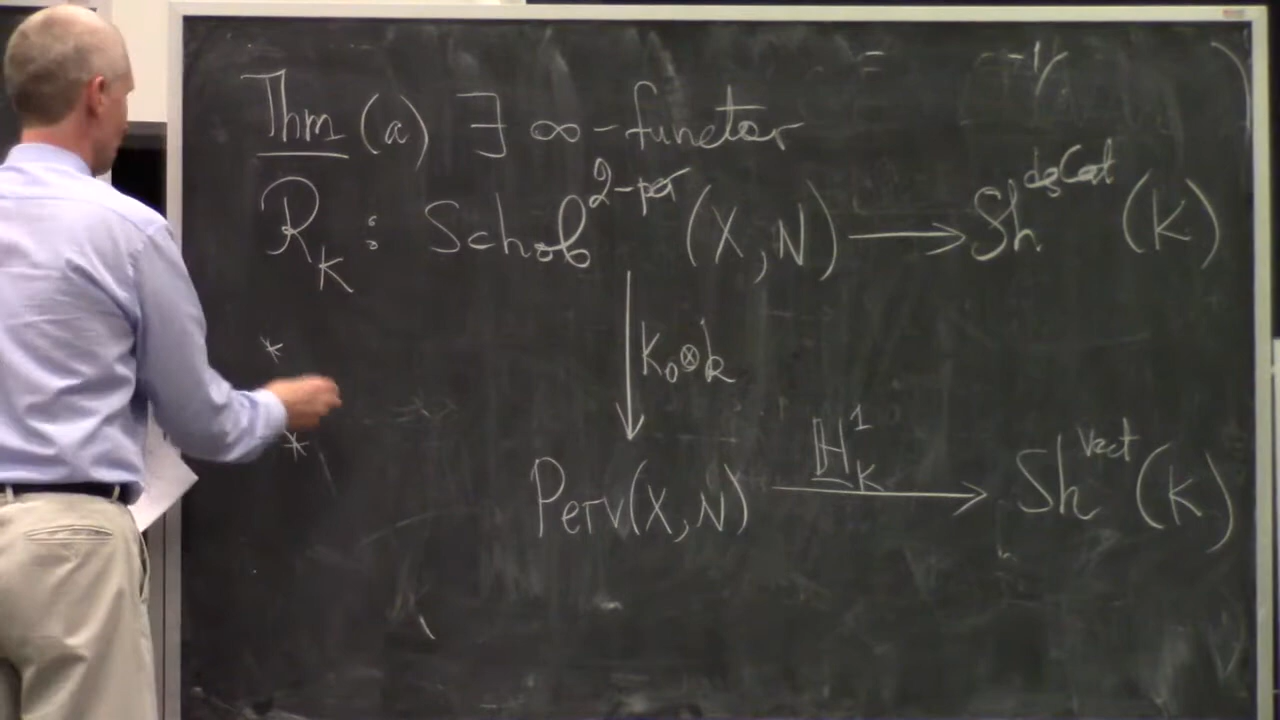 Thm (a) ∃ ∞-functor
R_K : Schob^{2-per} (X, N) ⟶ Sh^{dgCat} (K)
↓ K_0 ⊗ k
Perv(X, N) ⟶ ℍ^1_K Sh^{Vect} (K)